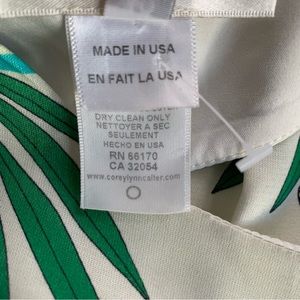 MADE IN USA
EN FAIT LA USA
DRY CLEAN ONLY
NETTOYER A SEC
SEULEMENT
HECHO EN USA
RN 66170
CA 32054
www.coreylynncalter.com